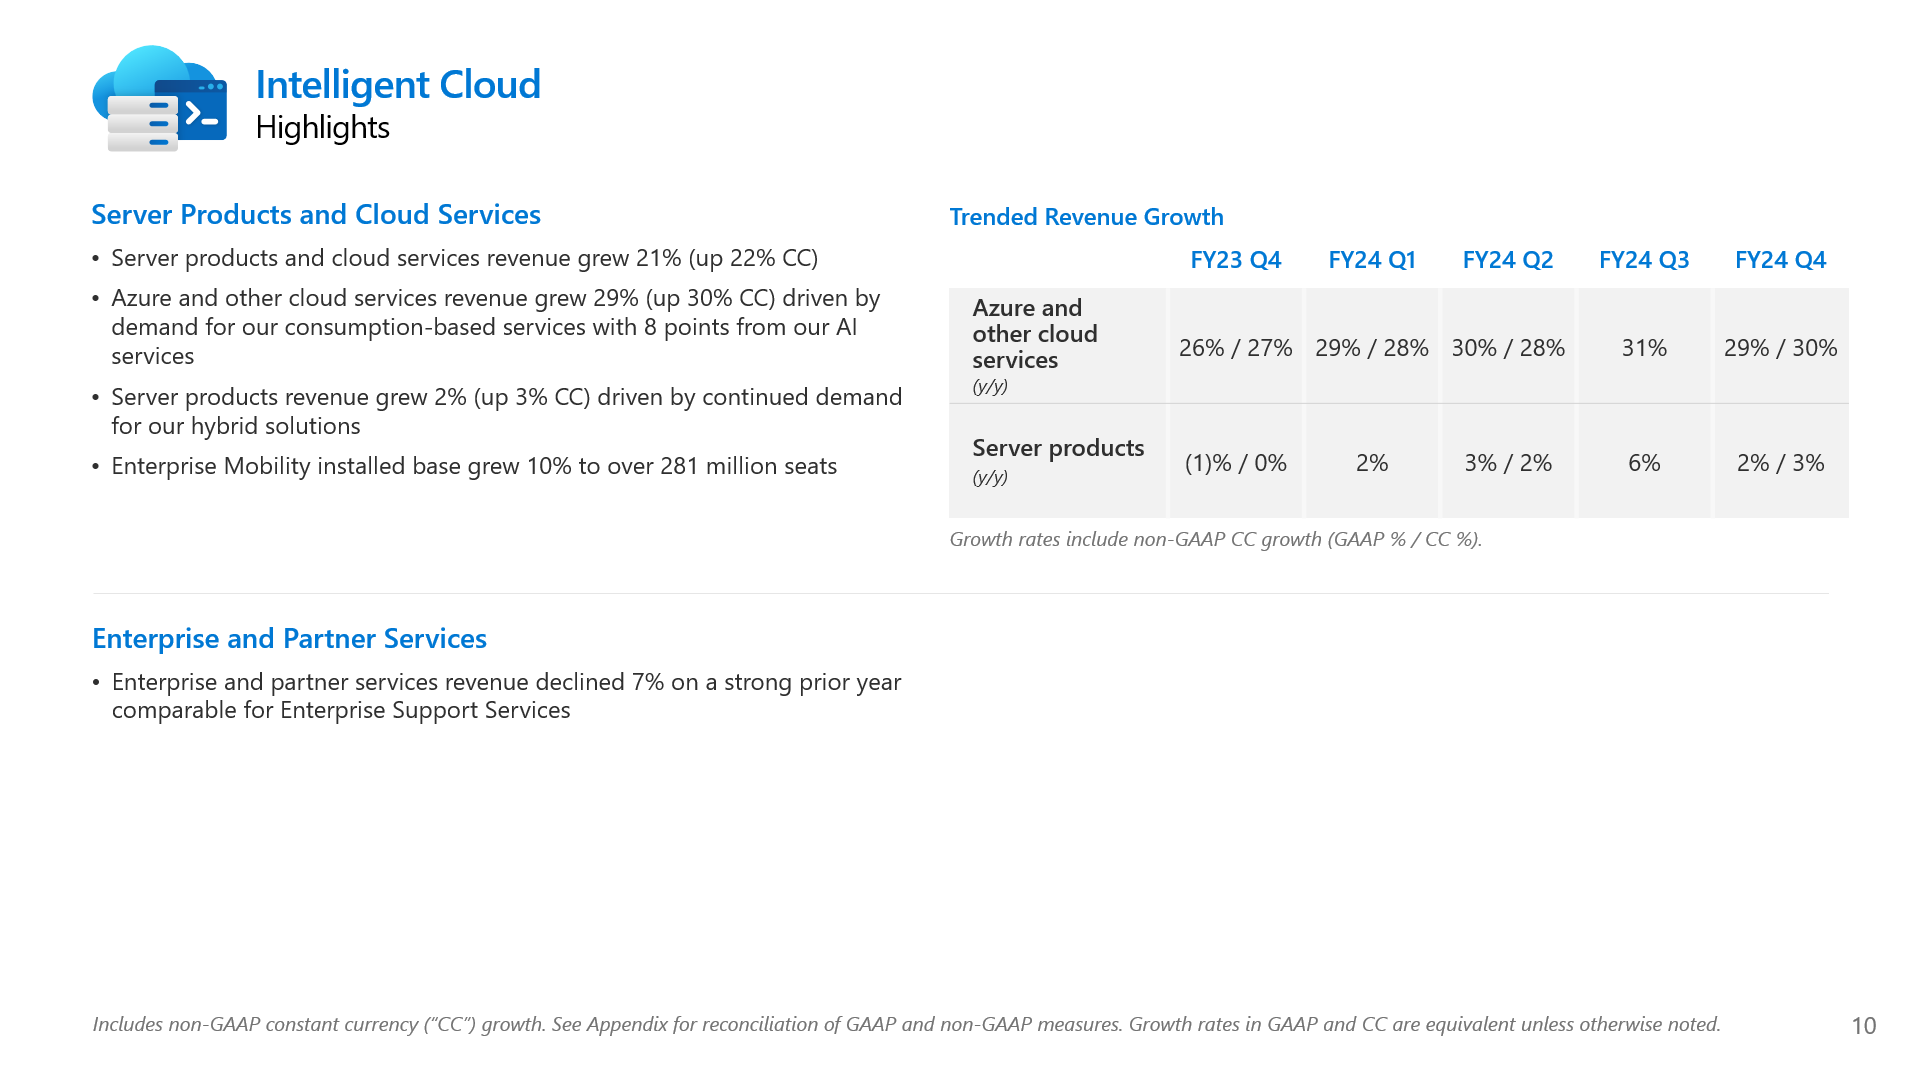 Intelligent Cloud
Highlights
Server Products and Cloud Services
• Server products and cloud services revenue grew 21% (up 22% CC)
• Azure and other cloud services revenue grew 29% (up 30% CC) driven by
demand for our consumption-based services with 8 points from our AI
services
• Server products revenue grew 2% (up 3% CC) driven by continued demand
for our hybrid solutions
• Enterprise Mobility installed base grew 10% to over 281 million seats
Trended Revenue Growth
FY23 Q4 FY24 Q1 FY24 Q2 FY24 Q3 FY24 Q4
Azure and
other cloud
services
(y/y)
26% / 27% 29% / 28% 30% / 28% 31% 29% / 30%
Server products
(y/y)
(1)% / 0% 2% 3% / 2% 6% 2% / 3%
Growth rates include non-GAAP CC growth (GAAP % / CC %).
Enterprise and Partner Services
• Enterprise and partner services revenue declined 7% on a strong prior year
comparable for Enterprise Support Services
Includes non-GAAP constant currency (“CC”) growth. See Appendix for reconciliation of GAAP and non-GAAP measures. Growth rates in GAAP and CC are equivalent unless otherwise noted.
10